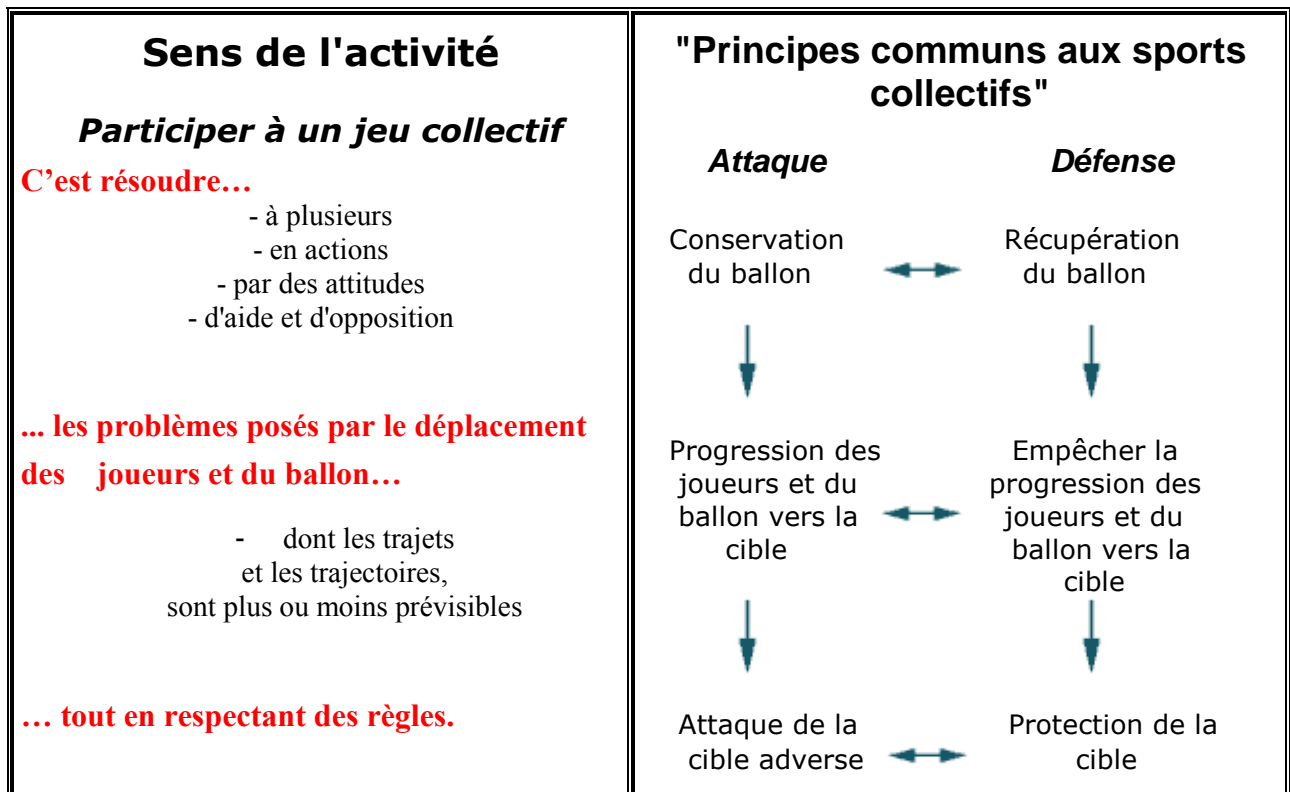 Sens de l'activité
Participer à un jeu collectif
C'est résoudre…
- à plusieurs
- en actions
- par des attitudes
- d'aide et d'opposition
... les problèmes posés par le déplacement
des joueurs et du ballon…
- dont les trajets
et les trajectoires,
sont plus ou moins prévisibles
… tout en respectant des règles.
"Principes communs aux sports
collectifs"
Attaque
Défense
Conservation
du ballon
Récupération
du ballon
Progression des
joueurs et du
ballon vers la
cible
Empêcher la
progression des
joueurs et du
ballon vers la
cible
Attaque de la
cible adverse
Protection de la
cible